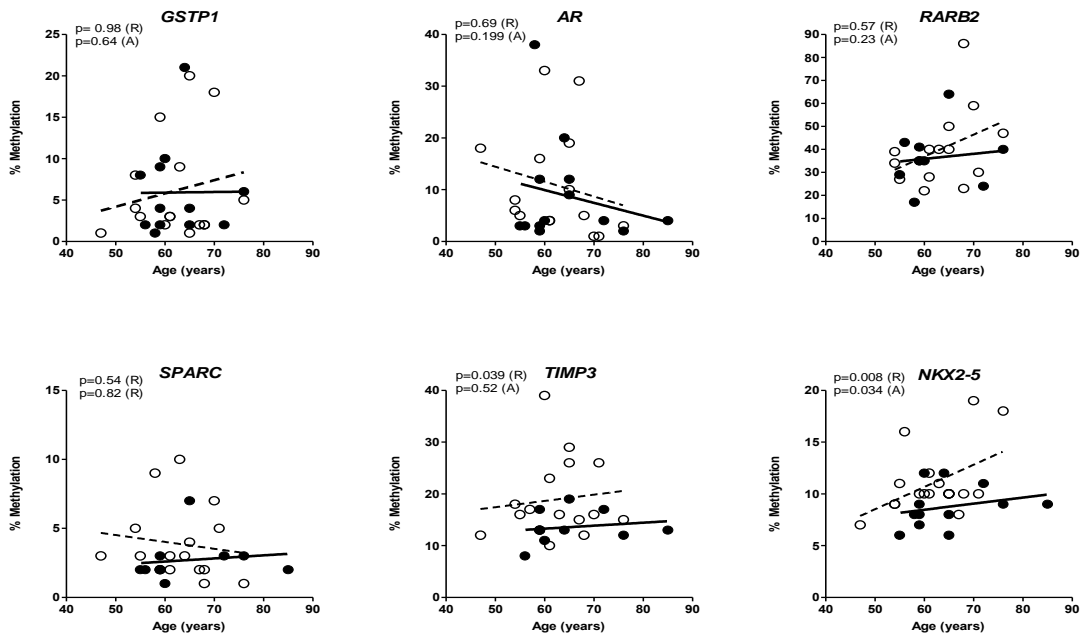 GSTP1
p= 0.98 (R)
p=0.64 (A)
25
20
15
10
5
0
% Methylation
40 50 60 70 80 90
Age (years)
AR
p=0.69 (R)
p=0.199 (A)
40
30
20
10
0
% Methylation
40 50 60 70 80 90
Age (years)
RARB2
p=0.57 (R)
p=0.23 (A)
90
80
70
60
50
40
30
20
10
0
% Methylation
40 50 60 70 80 90
Age (years)
SPARC
p=0.54 (R)
p=0.82 (R)
15
10
5
0
% Methylation
40 50 60 70 80 90
Age (years)
TIMP3
p=0.039 (R)
p=0.52 (A)
40
30
20
10
0
% Methylation
40 50 60 70 80 90
Age (years)
NKX2-5
p=0.008 (R)
p=0.034 (A)
20
15
10
5
0
% Methylation
40 50 60 70 80 90
Age (years)